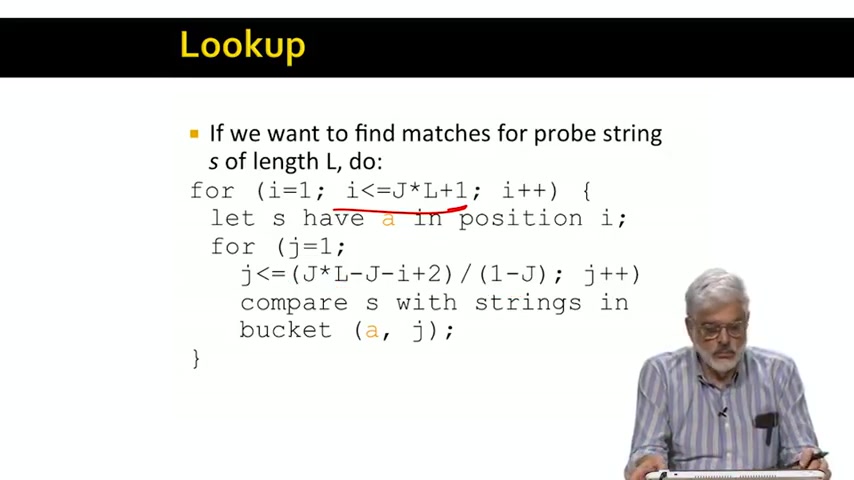 Lookup
If we want to find matches for probe string
s of length L, do:
for (i=1; i<=J*L+1; i++) {
let s have a in position i;
for (j=1;
j<=(J*L-J-i+2)/(1-J); j++)
compare s with strings in
bucket (a, j);
}